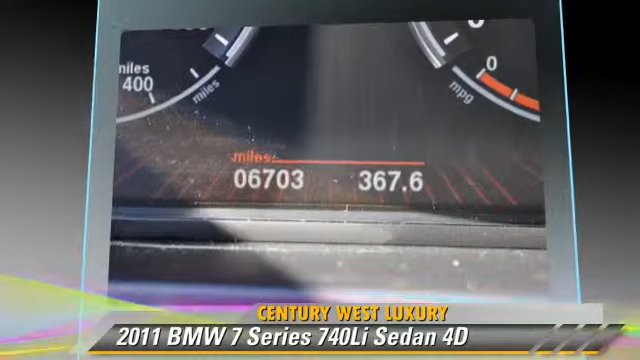 miles
400
miles
0
mpg
miles
06703 367.6
CENTURY WEST LUXURY
2011 BMW 7 Series 740Li Sedan 4D